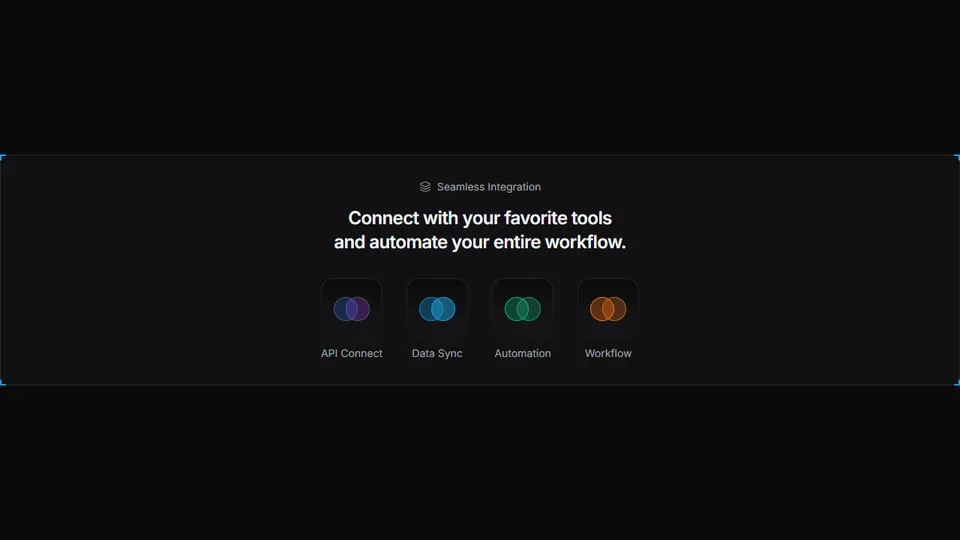 Seamless Integration
Connect with your favorite tools
and automate your entire workflow.
API Connect
Data Sync
Automation
Workflow